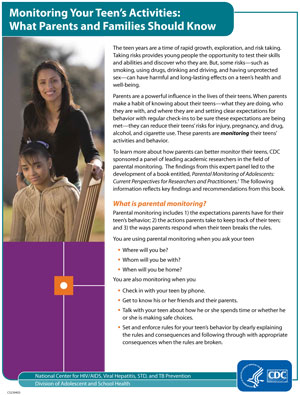 Monitoring Your Teen's Activities:
What Parents and Families Should Know
The teen years are a time of rapid growth, exploration, and risk taking.
Taking risks provides young people the opportunity to test their skills
and abilities and discover who they are. But, some risks—such as
smoking, using drugs, drinking and driving, and having unprotected
sex—can have harmful and long-lasting effects on a teen's health and
well-being.
Parents are a powerful influence in the lives of their teens. When parents
make a habit of knowing about their teens—what they are doing, who
they are with, and where they are and setting clear expectations for
behavior with regular check-ins to be sure these expectations are being
met—they can reduce their teens' risks for injury, pregnancy, and drug,
alcohol, and cigarette use. These parents are monitoring their teens'
activities and behavior.
To learn more about how parents can better monitor their teens, CDC
sponsored a panel of leading academic researchers in the field of
parental monitoring. The findings from this expert panel led to the
development of a book entitled, Parental Monitoring of Adolescents:
Current Perspectives for Researchers and Practitioners.¹ The following
information reflects key findings and recommendations from this book.
What is parental monitoring?
Parental monitoring includes 1) the expectations parents have for their
teen's behavior; 2) the actions parents take to keep track of their teen;
and 3) the ways parents respond when their teen breaks the rules.
You are using parental monitoring when you ask your teen
• Where will you be?
• Whom will you be with?
• When will you be home?
You are also monitoring when you
• Check in with your teen by phone.
• Get to know his or her friends and their parents.
• Talk with your teen about how he or she spends time or whether he
or she is making safe choices.
• Set and enforce rules for your teen's behavior by clearly explaining
the rules and consequences and following through with appropriate
consequences when the rules are broken.
National Center for HIV/AIDS, Viral Hepatitis, STD, and TB Prevention
Division of Adolescent and School Health
CDC